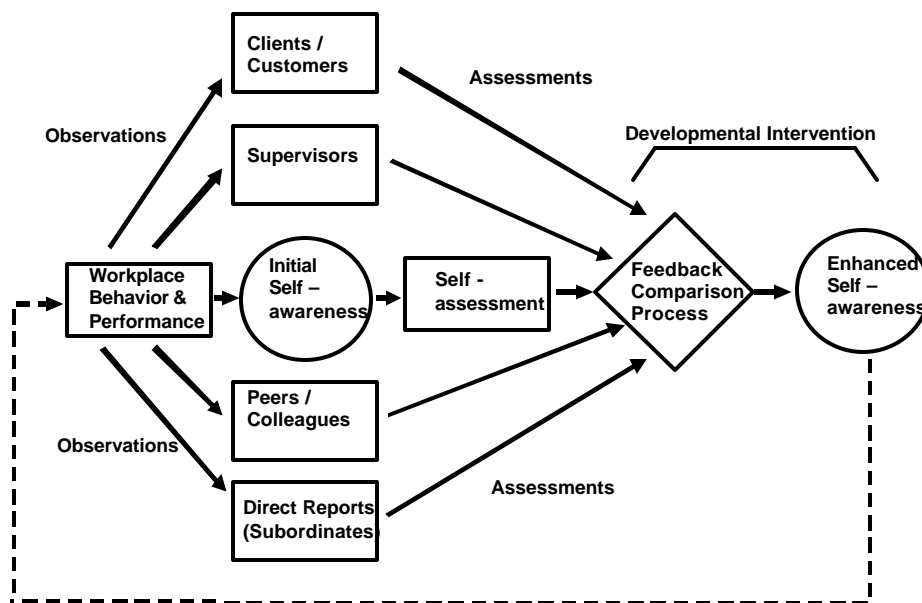 Clients /
Customers
Assessments
Observations
Developmental Intervention
Supervisors
Workplace
Behavior &
Performance
Initial
Self –
awareness
Self -
assessment
Feedback
Comparison
Process
Enhanced
Self –
awareness
Peers /
Colleagues
Observations
Direct Reports
(Subordinates)
Assessments